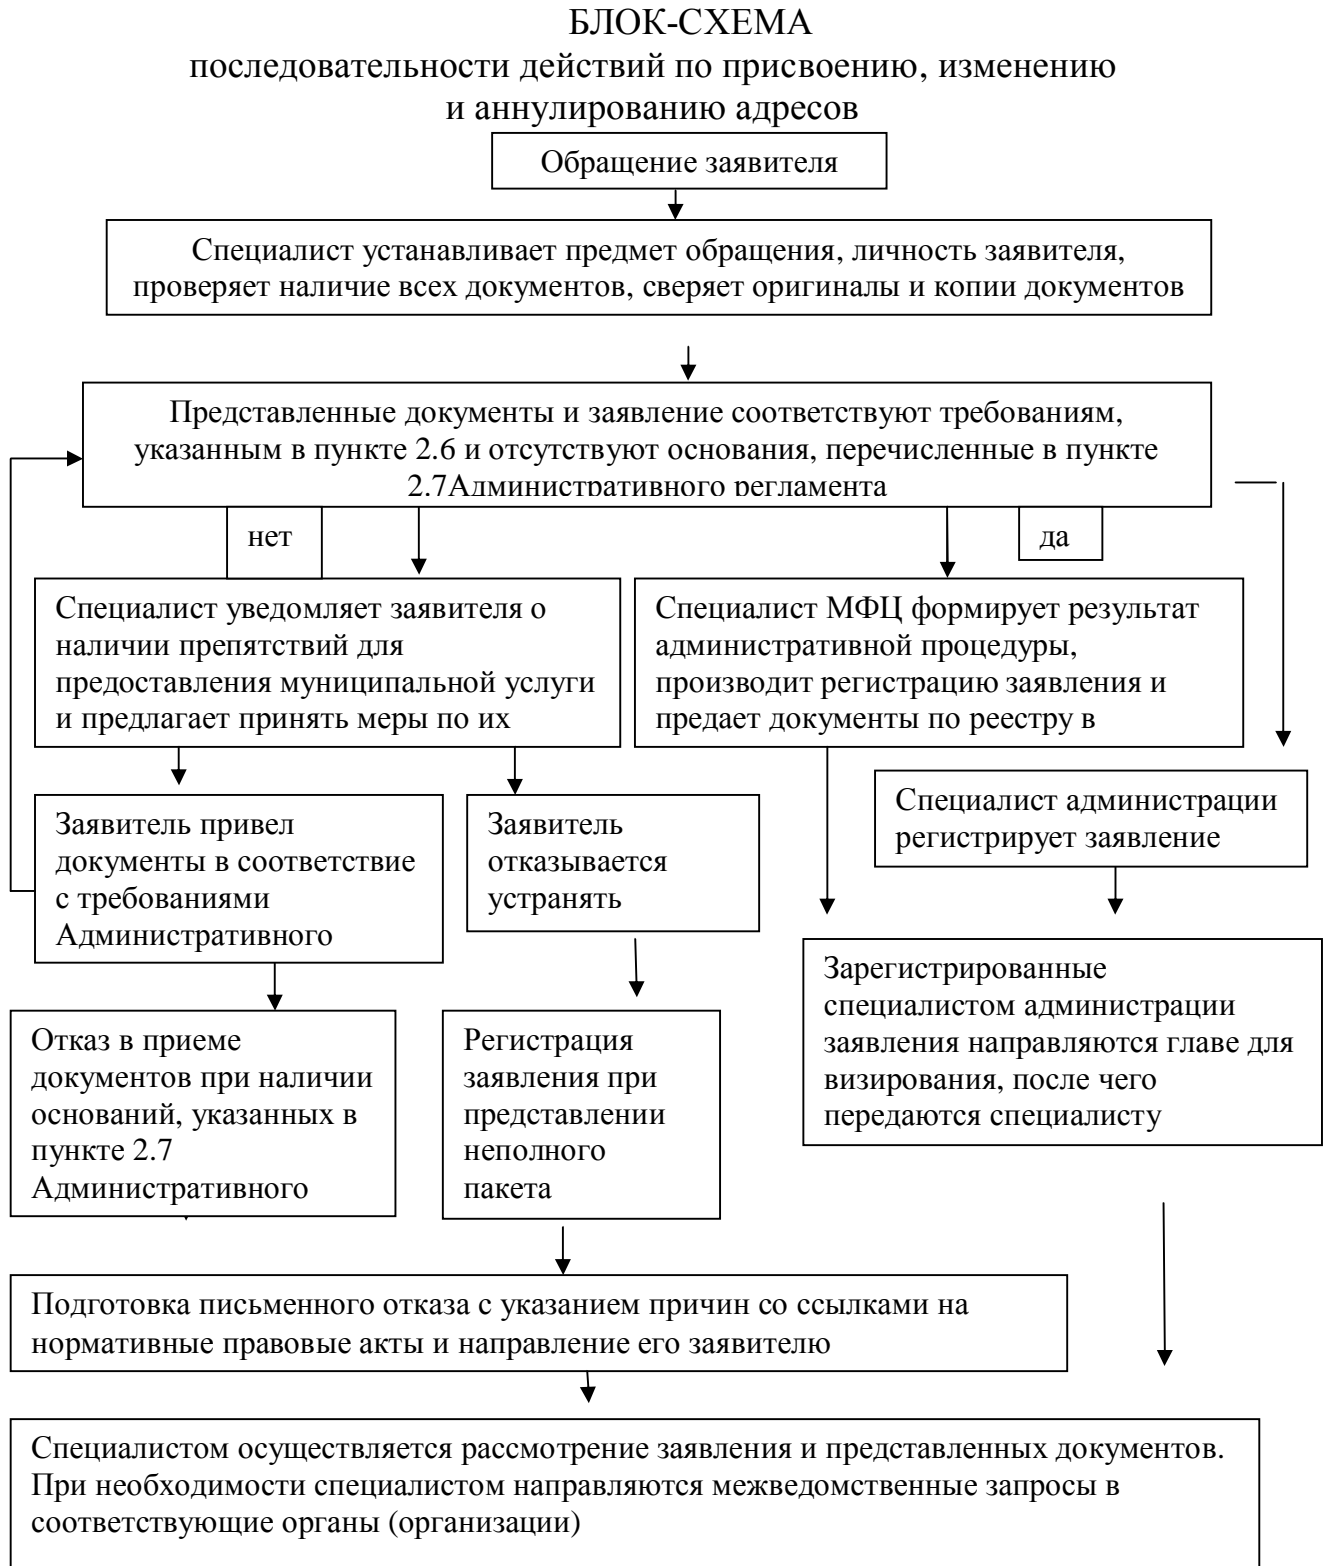 БЛОК-СХЕМА
последовательности действий по присвоению, изменению
и аннулированию адресов
Обращение заявителя
Специалист устанавливает предмет обращения, личность заявителя,
проверяет наличие всех документов, сверяет оригиналы и копии документов
Представленные документы и заявление соответствуют требованиям,
указанным в пункте 2.6 и отсутствуют основания, перечисленные в пункте
2.7Административного регламента
нет
да
Специалист уведомляет заявителя о
наличии препятствий для
предоставления муниципальной услуги
и предлагает принять меры по их
Специалист МФЦ формирует результат
административной процедуры,
производит регистрацию заявления и
предает документы по реестру в
Специалист администрации
регистрирует заявление
Заявитель привел
документы в соответствие
с требованиями
Административного
Заявитель
отказывается
устранять
Зарегистрированные
специалистом администрации
заявления направляются главе для
визирования, после чего
передаются специалисту
Отказ в приеме
документов при наличии
оснований, указанных в
пункте 2.7
Административного
Регистрация
заявления при
представлении
неполного
пакета
Подготовка письменного отказа с указанием причин со ссылками на
нормативные правовые акты и направление его заявителю
Специалистом осуществляется рассмотрение заявления и представленных документов.
При необходимости специалистом направляются межведомственные запросы в
соответствующие органы (организации)